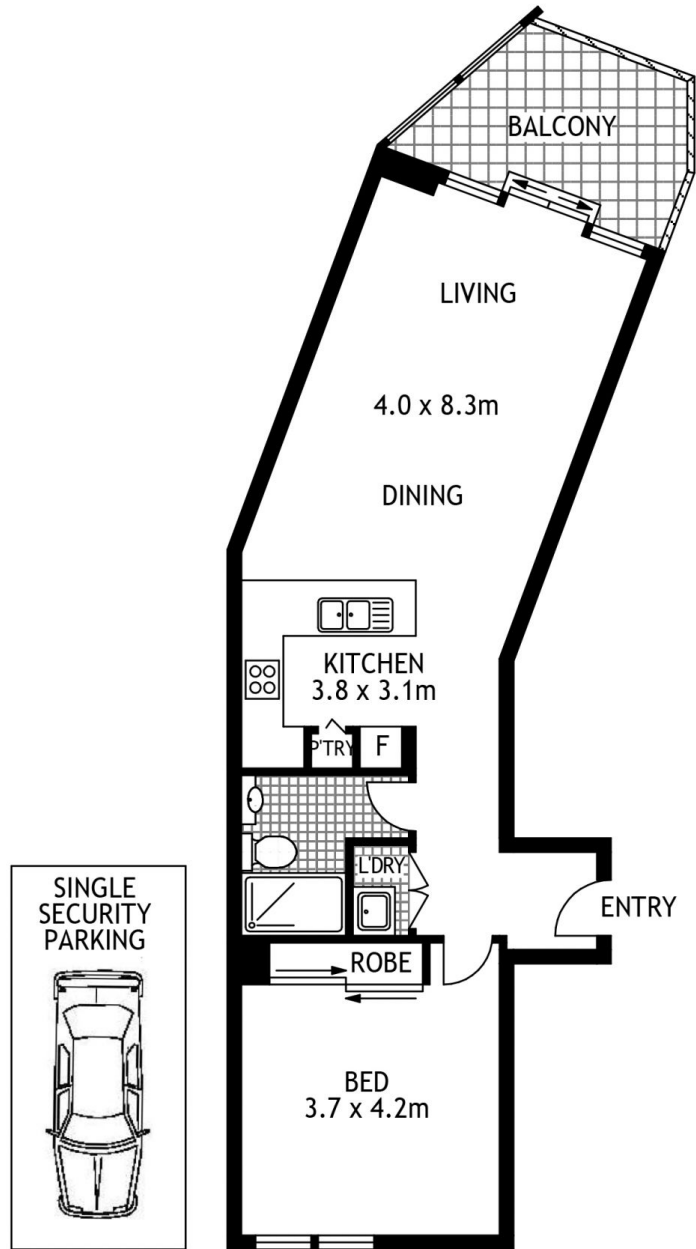 BALCONY
LIVING
4.0 x 8.3m
DINING
KITCHEN
3.8 x 3.1m
P'TRY
F
L'DRY
ENTRY
ROBE
BED
3.7 x 4.2m
SINGLE
SECURITY
PARKING